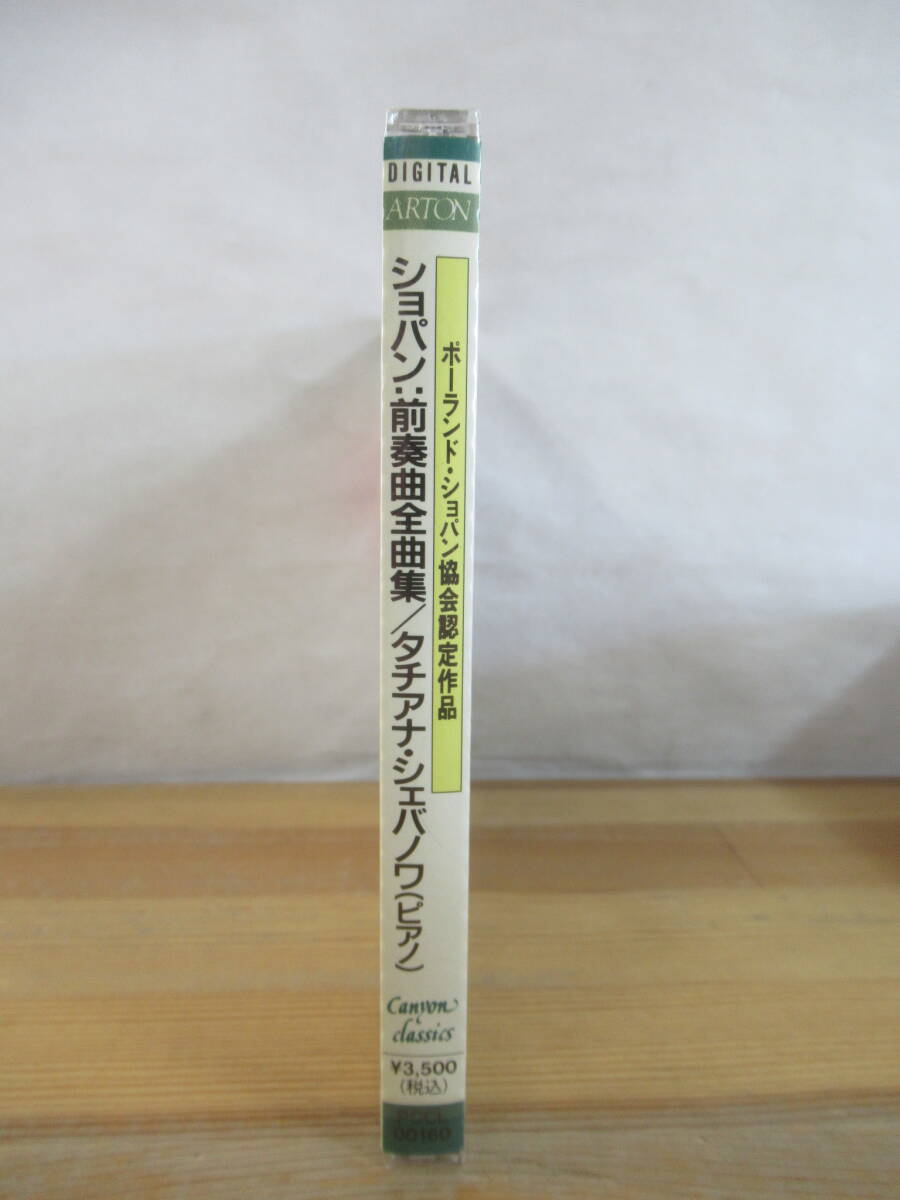 DIGITAL
ARTON
ポーランド・ショパン協会認定作品
ショパン:前奏曲全曲集/タチアナ・シェバノワ(ピアノ)
Canyon
classics
¥3,500
(税込)
PCCL
00160